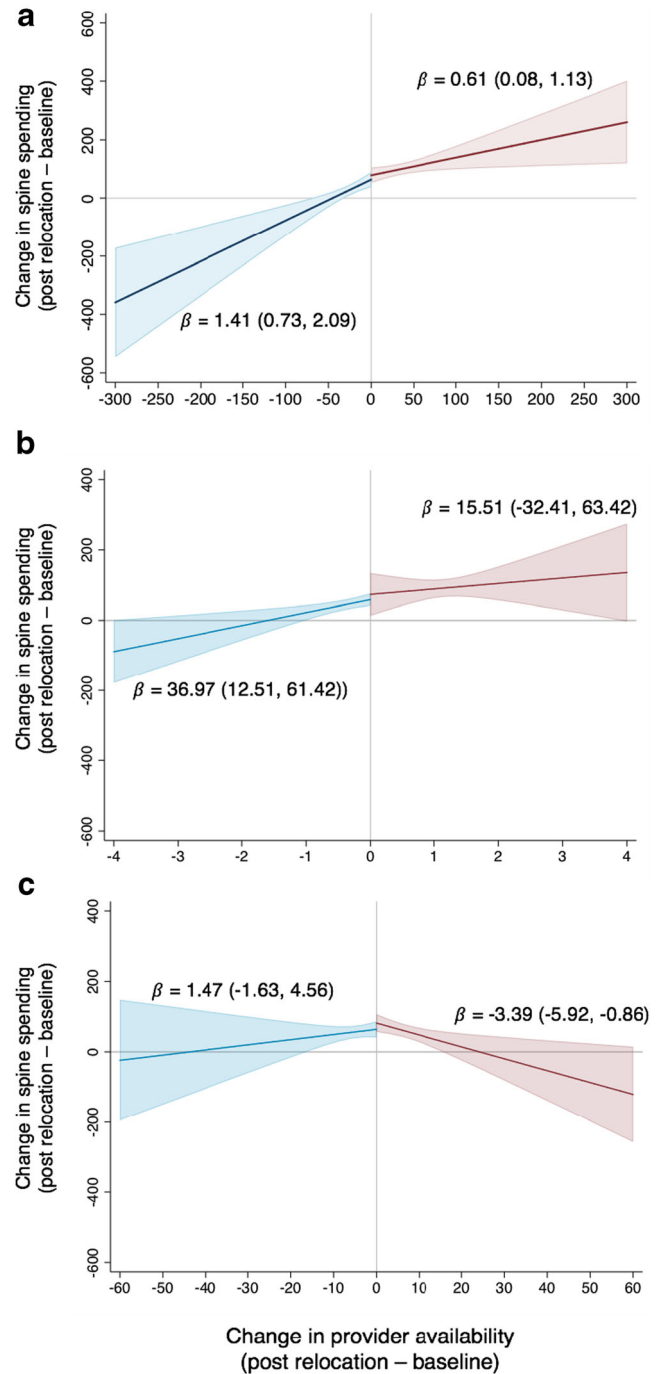 a
Change in spine spending
(post relocation – baseline)
600
400
200
0
-200
-400
-600
β = 0.61 (0.08, 1.13)
β = 1.41 (0.73, 2.09)
-300 -250 -200 -150 -100 -50 0 50 100 150 200 250 300
b
Change in spine spending
(post relocation – baseline)
400
200
0
-200
-400
-600
β = 15.51 (-32.41, 63.42)
β = 36.97 (12.51, 61.42))
-4 -3 -2 -1 0 1 2 3 4
c
Change in spine spending
(post relocation – baseline)
400
200
0
-200
-400
-600
β = 1.47 (-1.63, 4.56)
β = -3.39 (-5.92, -0.86)
-60 -50 -40 -30 -20 -10 0 10 20 30 40 50 60
Change in provider availability
(post relocation – baseline)